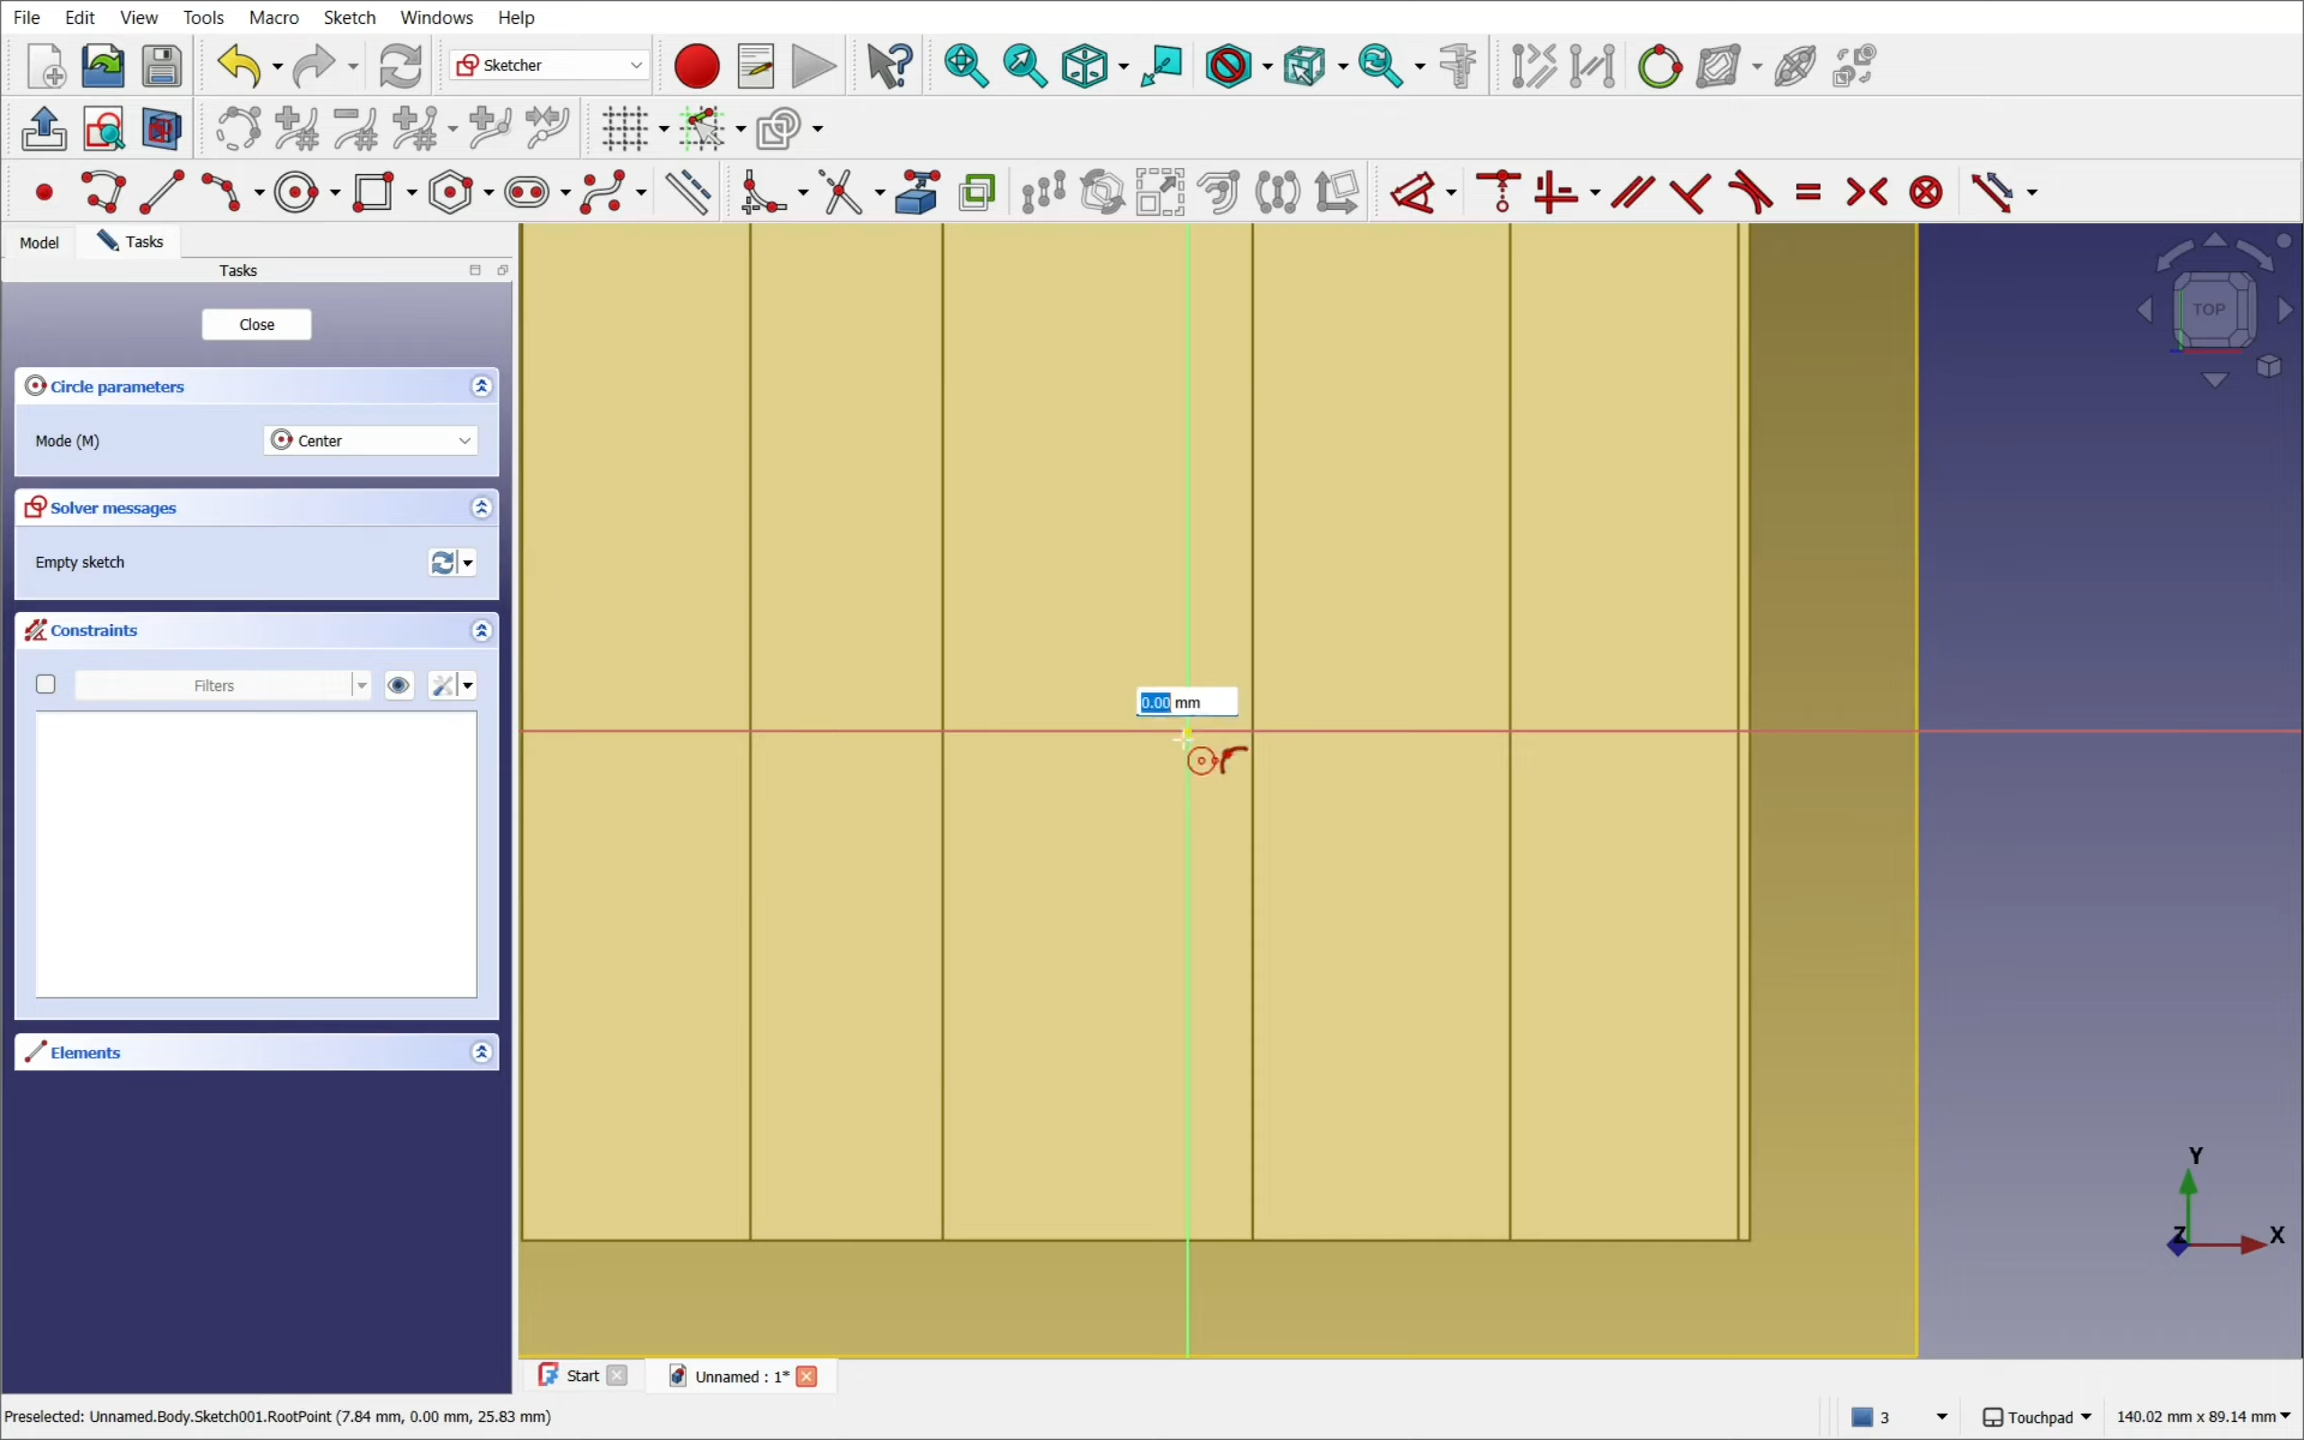 File Edit View Tools Macro Sketch Windows Help
Sketcher
Model Tasks
Tasks
Close
Circle parameters
Mode (M) Center
Solver messages
Empty sketch
Constraints
Filters
Elements
TOP
0.00 mm
Y
Z X
Start Unnamed : 1*
Preselected: Unnamed.Body.Sketch001.RootPoint (7.84 mm, 0.00 mm, 25.83 mm) 3 Touchpad 140.02 mm x 89.14 mm